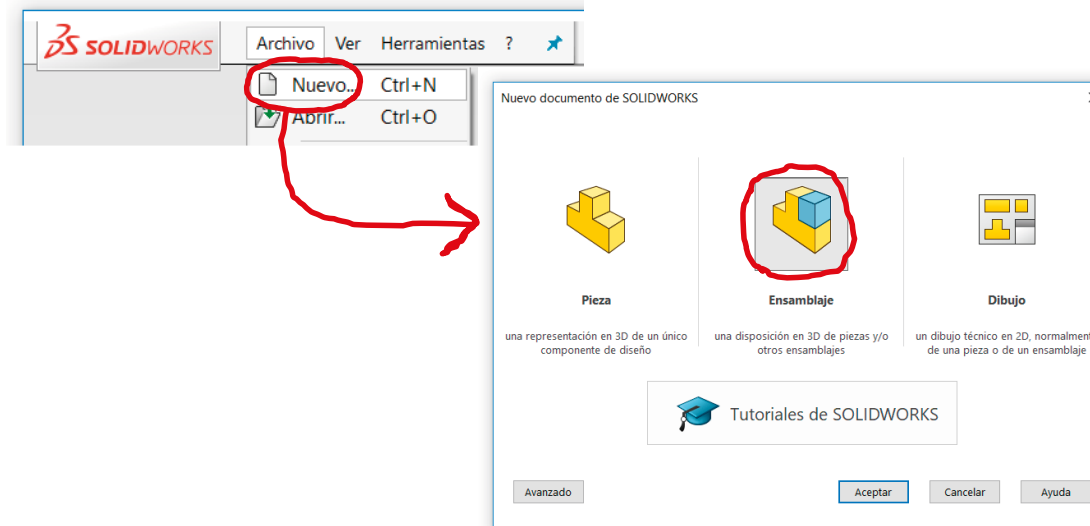 SOLIDWORKS
Archivo Ver Herramientas ?
Nuevo... Ctrl+N
Abrir... Ctrl+O
Nuevo documento de SOLIDWORKS
Pieza
una representación en 3D de un único
componente de diseño
Ensamblaje
una disposición en 3D de piezas y/o
otros ensamblajes
Dibujo
un dibujo técnico en 2D, normalment
de una pieza o de un ensamblaje
Tutoriales de SOLIDWORKS
Avanzado Aceptar Cancelar Ayuda